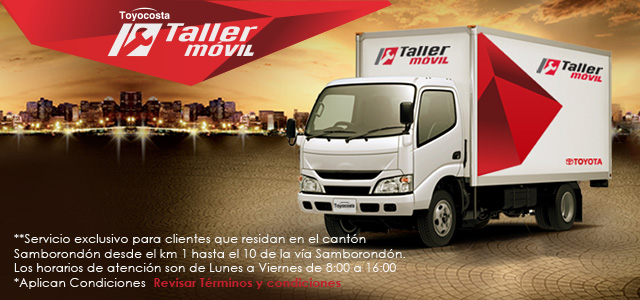 Toyocosta
Taller
MÓVIL
Taller
MÓVIL
Taller
MÓVIL
TOYOTA
Toyocosta
**Servicio exclusivo para clientes que residan en el cantón
Samborondón desde el km 1 hasta el 10 de la vía Samborondón.
Los horarios de atención son de Lunes a Viernes de 8:00 a 16:00
*Aplican Condiciones Revisar Términos y condiciones